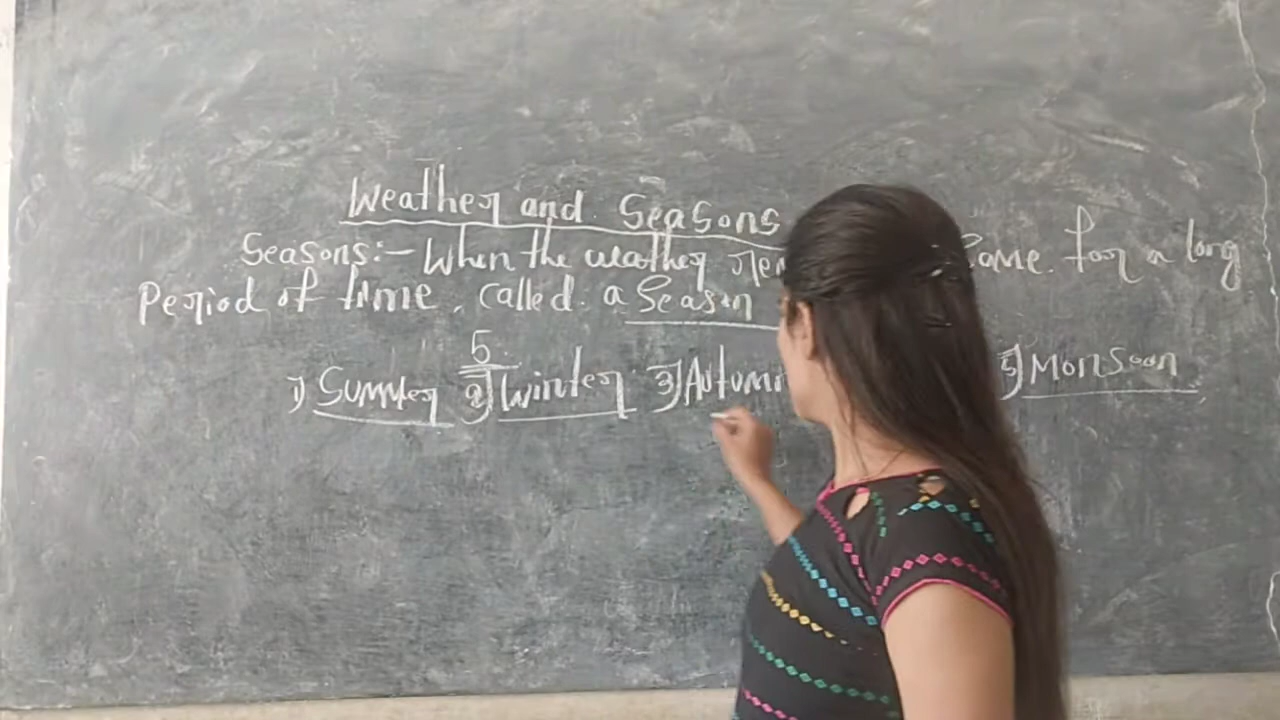 Weather and Seasons
Seasons:- When the weather same for a long
Period of time, called a Season
5
1) Summer 2) Winter 3) Autumn 5) Monsoon